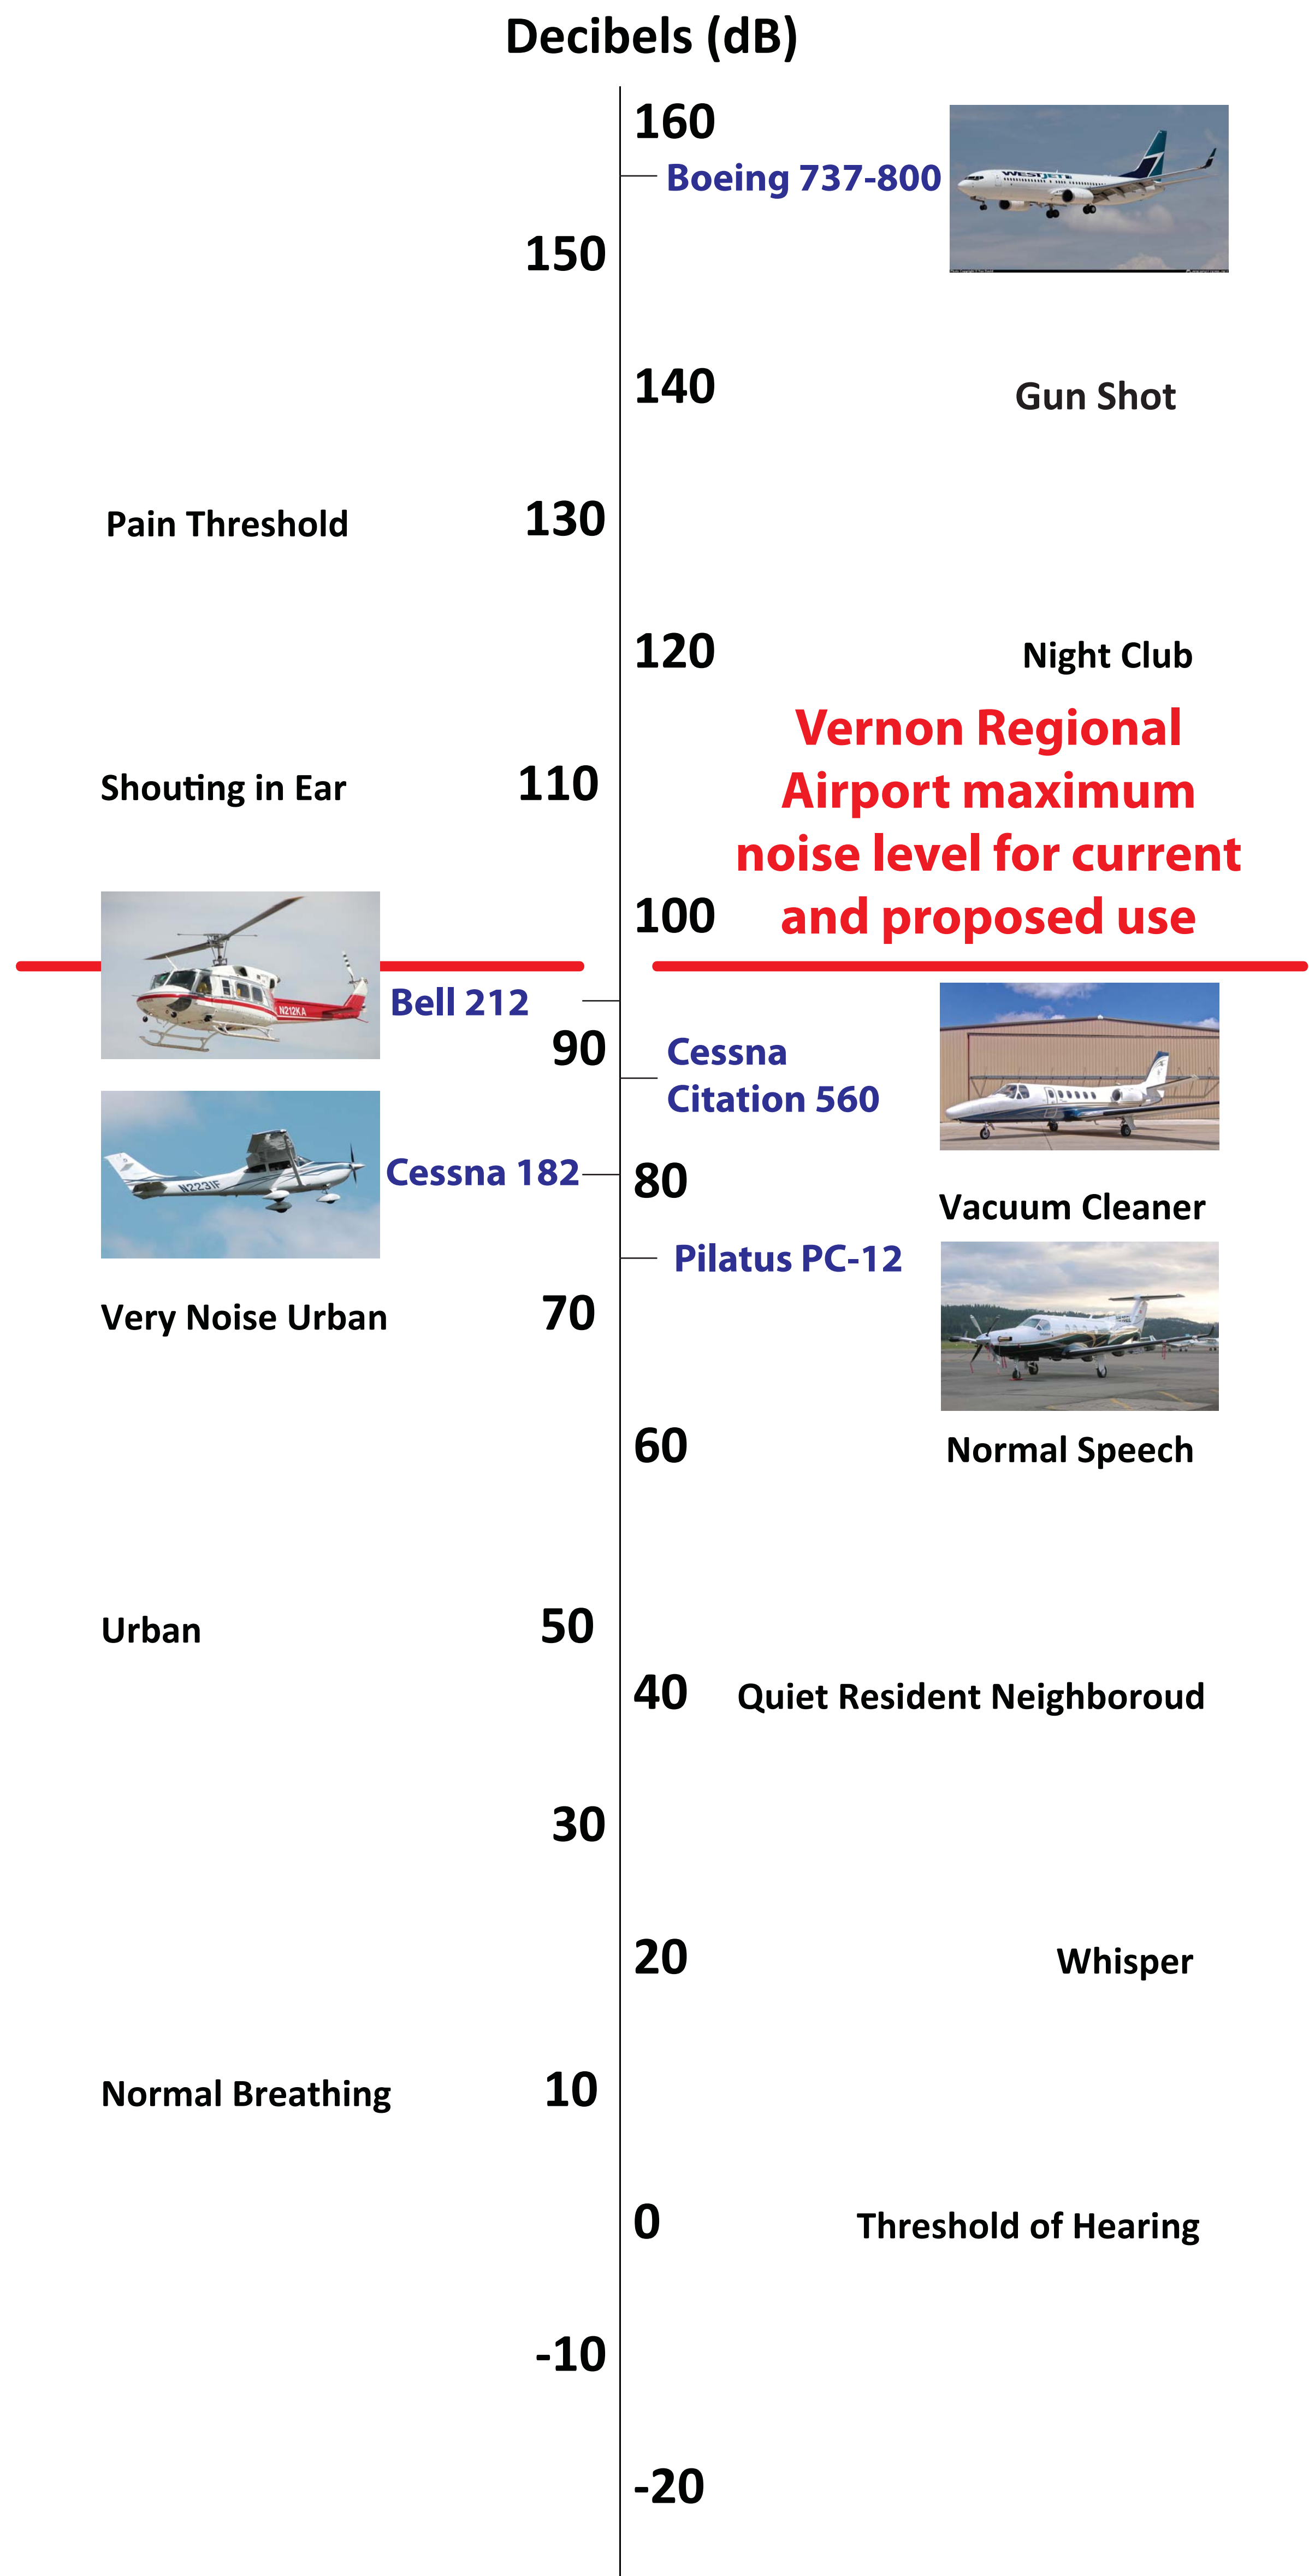 Decibels (dB)
160
Boeing 737-800
WESTJET
150
140
Gun Shot
Pain Threshold
130
120
Night Club
Vernon Regional
Airport maximum
noise level for current
and proposed use
Shouting in Ear
110
100
N212KA
Bell 212
90
Cessna
Citation 560
N2231F
Cessna 182
80
Vacuum Cleaner
Pilatus PC-12
Very Noise Urban
70
60
Normal Speech
Urban
50
40
Quiet Resident Neighboroud
30
20
Whisper
Normal Breathing
10
0
Threshold of Hearing
-10
-20